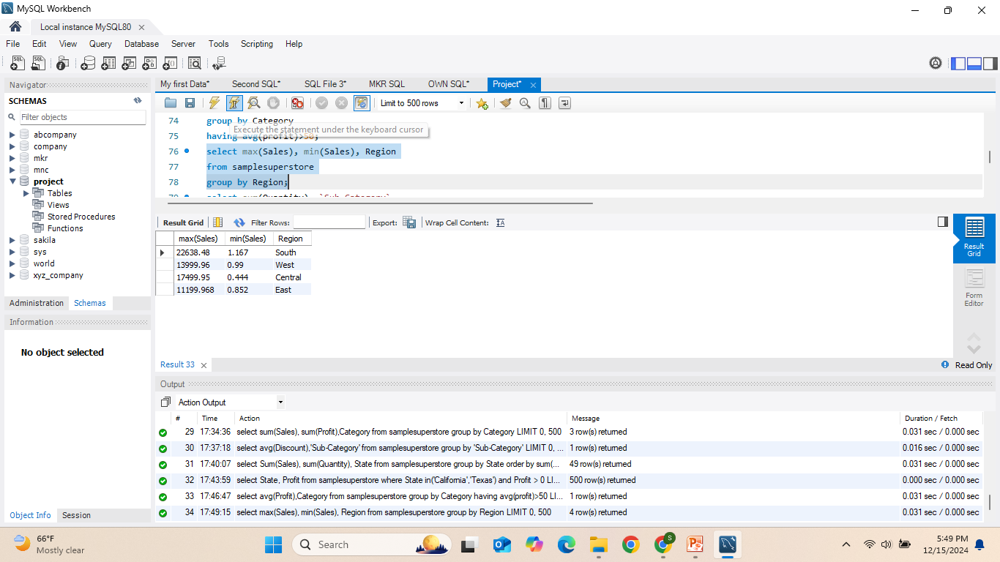 MySQL Workbench
Local instance MySQL80
File Edit View Query Database Server Tools Scripting Help
Navigator
SCHEMAS
Filter objects
abcompany
company
mkr
mnc
project
Tables
Views
Stored Procedures
Functions
sakila
sys
world
xyz_company
Administration Schemas
Information
No object selected
Object Info Session
My first Data* Second SQL* SQL File 3* MKR SQL OWN SQL* Project*
Limit to 500 rows
74 group by Category
Execute the statement under the keyboard cursor
75 having avg(profit)>50;
76 select max(Sales), min(Sales), Region
77 from samplesuperstore
78 group by Region;
79 select sum(Quantity), `Sub-Category`
Result Grid Filter Rows: Export: Wrap Cell Content:
max(Sales) min(Sales) Region
22638.48 1.167 South
13999.96 0.99 West
17499.95 0.444 Central
11199.968 0.852 East
Result Grid
Form Editor
Result 33
Read Only
Output
Action Output
# Time Action Message Duration / Fetch
29 17:34:36 select sum(Sales), sum(Profit),Category from samplesuperstore group by Category LIMIT 0, 500 3 row(s) returned 0.031 sec / 0.000 sec
30 17:37:18 select avg(Discount),'Sub-Category' from samplesuperstore group by 'Sub-Category' LIMIT 0, ... 1 row(s) returned 0.016 sec / 0.000 sec
31 17:40:07 select Sum(Sales), sum(Quantity), State from samplesuperstore group by State order by sum(... 49 row(s) returned 0.031 sec / 0.000 sec
32 17:43:59 select State, Profit from samplesuperstore where State in('California','Texas') and Profit > 0 LI... 500 row(s) returned 0.000 sec / 0.000 sec
33 17:46:47 select avg(Profit),Category from samplesuperstore group by Category having avg(profit)>50 LI... 1 row(s) returned 0.031 sec / 0.000 sec
34 17:49:15 select max(Sales), min(Sales), Region from samplesuperstore group by Region LIMIT 0, 500 4 row(s) returned 0.031 sec / 0.000 sec
66°F
Mostly clear
Search
5:49 PM
12/15/2024